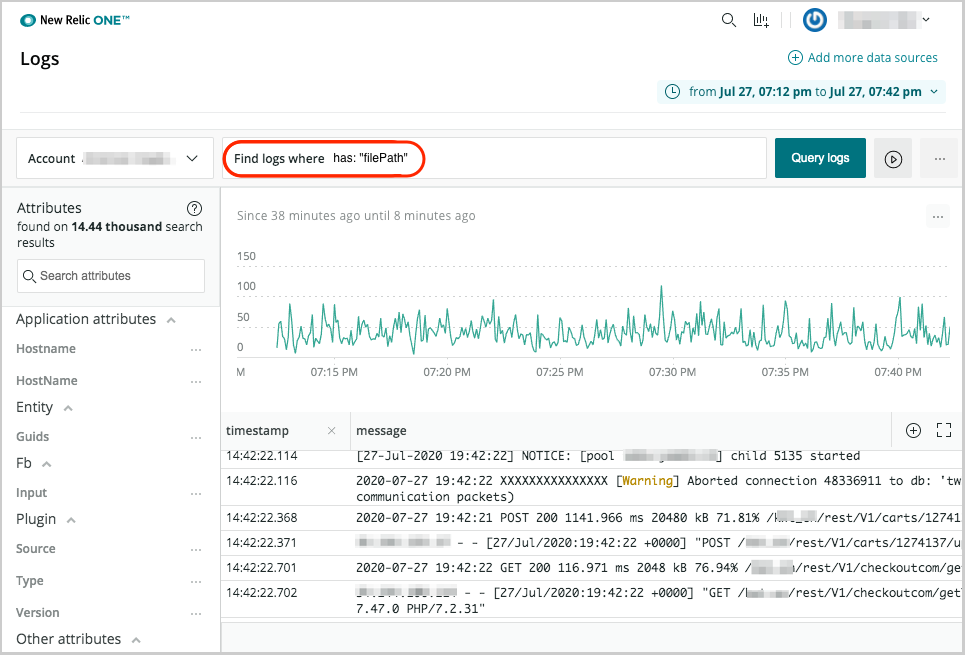 New Relic ONE™
Logs
Add more data sources
from Jul 27, 07:12 pm to Jul 27, 07:42 pm
Account
Find logs where has: "filePath"
Query logs
...
Attributes
found on 14.44 thousand search
results
Search attributes
Since 38 minutes ago until 8 minutes ago
...
150
100
50
0
M 07:15 PM 07:20 PM 07:25 PM 07:30 PM 07:35 PM 07:40 PM
Application attributes
Hostname ...
HostName ...
Entity
Guids ...
Fb
Input ...
Plugin
Source ...
Type ...
Version ...
Other attributes
timestamp × message
14:42:22.114 [27-Jul-2020 19:42:22] NOTICE: [pool ] child 5135 started
14:42:22.116 2020-07-27 19:42:22 XXXXXXXXXXXXXXX [Warning] Aborted connection 48336911 to db: 'tw
communication packets)
14:42:22.368 2020-07-27 19:42:21 POST 200 1141.966 ms 20480 kB 71.81% / /rest/V1/carts/12741
14:42:22.371 - - [27/Jul/2020:19:42:22 +0000] "POST / /rest/V1/carts/1274137/u
14:42:22.701 2020-07-27 19:42:22 GET 200 116.971 ms 2048 kB 76.94% / /rest/V1/checkoutcom/ge
14:42:22.702 - - [27/Jul/2020:19:42:22 +0000] "GET / /rest/V1/checkoutcom/get
7.47.0 PHP/7.2.31"